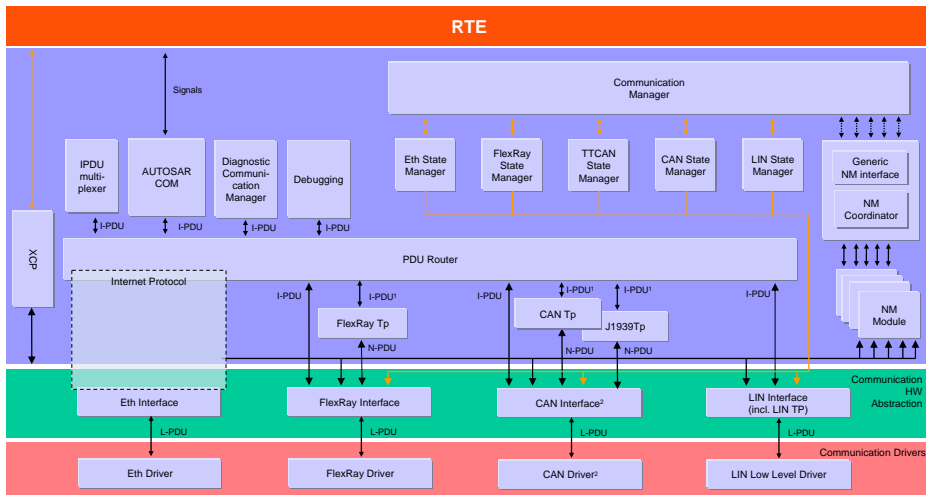 RTE
Signals
Communication
Manager
IPDU
multi-
plexer
AUTOSAR
COM
Diagnostic
Communi-
cation
Manager
Debugging
Eth State
Manager
FlexRay
State
Manager
TTCAN
State
Manager
CAN State
Manager
LIN State
Manager
Generic
NM interface
NM
Coordinator
I-PDU
I-PDU
I-PDU
I-PDU
XCP
PDU Router
Internet Protocol
I-PDU
I-PDU¹
I-PDU
I-PDU¹
I-PDU¹
I-PDU
FlexRay Tp
CAN Tp
J1939Tp
NM
Module
N-PDU
N-PDU
N-PDU
Communication
HW
Abstraction
Eth Interface
FlexRay Interface
CAN Interface²
LIN Interface
(incl. LIN TP)
L-PDU
L-PDU
L-PDU
L-PDU
Communication Drivers
Eth Driver
FlexRay Driver
CAN Driver²
LIN Low Level Driver